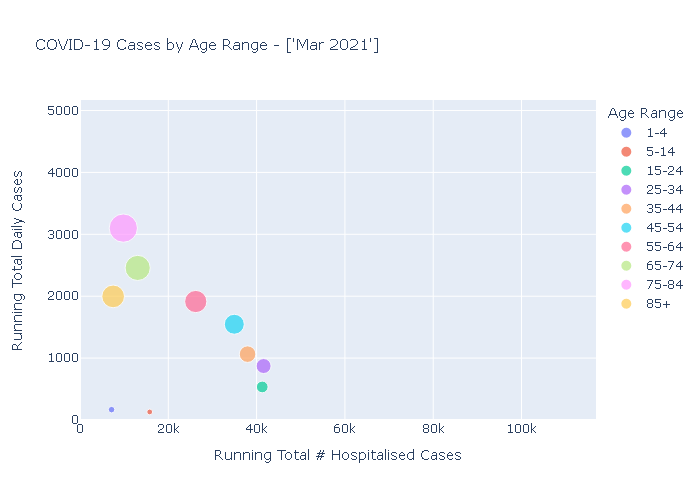 COVID-19 Cases by Age Range - ['Mar 2021']
Age Range
1-4
5-14
15-24
25-34
35-44
45-54
55-64
65-74
75-84
85+
Running Total Daily Cases
5000
4000
3000
2000
1000
0
0
20k
40k
60k
80k
100k
Running Total # Hospitalised Cases